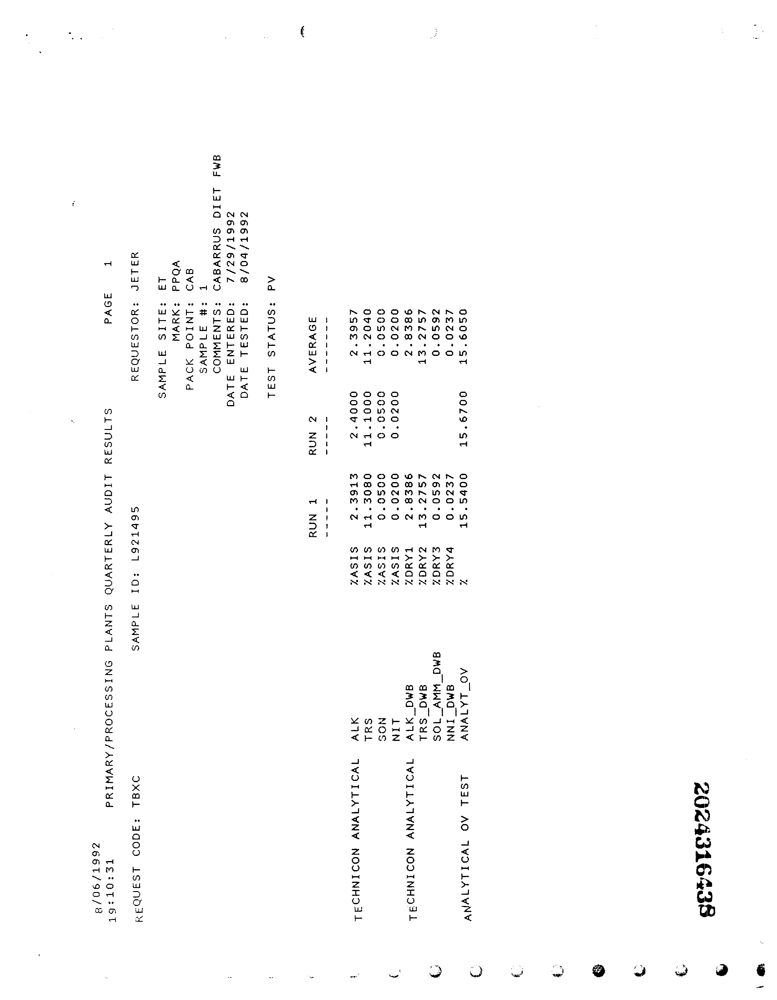 8/06/1992
19:10:31 PRIMARY/PROCESSING PLANTS QUARTERLY AUDIT RESULTS PAGE 1
REQUEST CODE: TBXC SAMPLE ID: L921495 REQUESTOR: JETER
SAMPLE SITE: ET
MARK: PPQA
PACK POINT: CAB
SAMPLE #: 1
COMMENTS: CABARRUS DIET FWB
DATE ENTERED: 7/29/1992
DATE TESTED: 8/04/1992
TEST STATUS: PV
RUN 1 RUN 2 AVERAGE
----- ----- -------
TECHNICON ANALYTICAL ALK %ASIS 2.3913 2.4000 2.3957
TRS %ASIS 11.3080 11.1000 11.2040
SON %ASIS 0.0500 0.0500 0.0500
NIT %ASIS 0.0200 0.0200 0.0200
TECHNICON ANALYTICAL ALK_DWB %DRY1 2.8386 2.8386
TRS_DWB %DRY2 13.2757 13.2757
SOL_AMM_DWB %DRY3 0.0592 0.0592
NNI_DWB %DRY4 0.0237 0.0237
ANALYTICAL OV TEST ANALYT_OV % 15.5400 15.6700 15.6050
2024316438